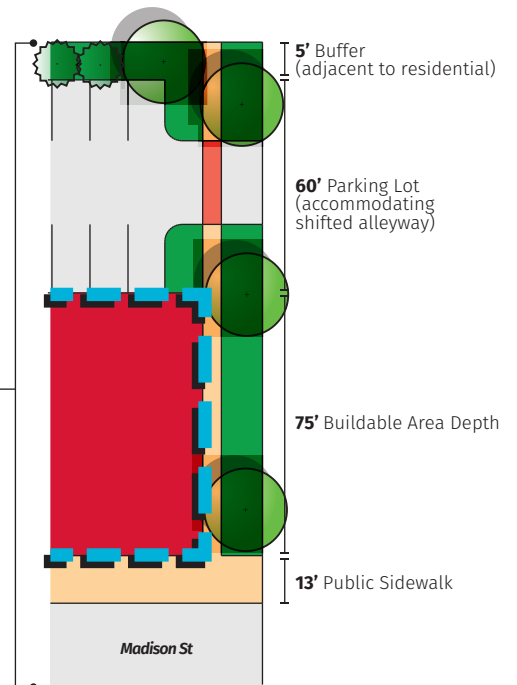 5’ Buffer
(adjacent to residential)
60’ Parking Lot
(accommodating
shifted alleyway)
75’ Buildable Area Depth
13’ Public Sidewalk
Madison St